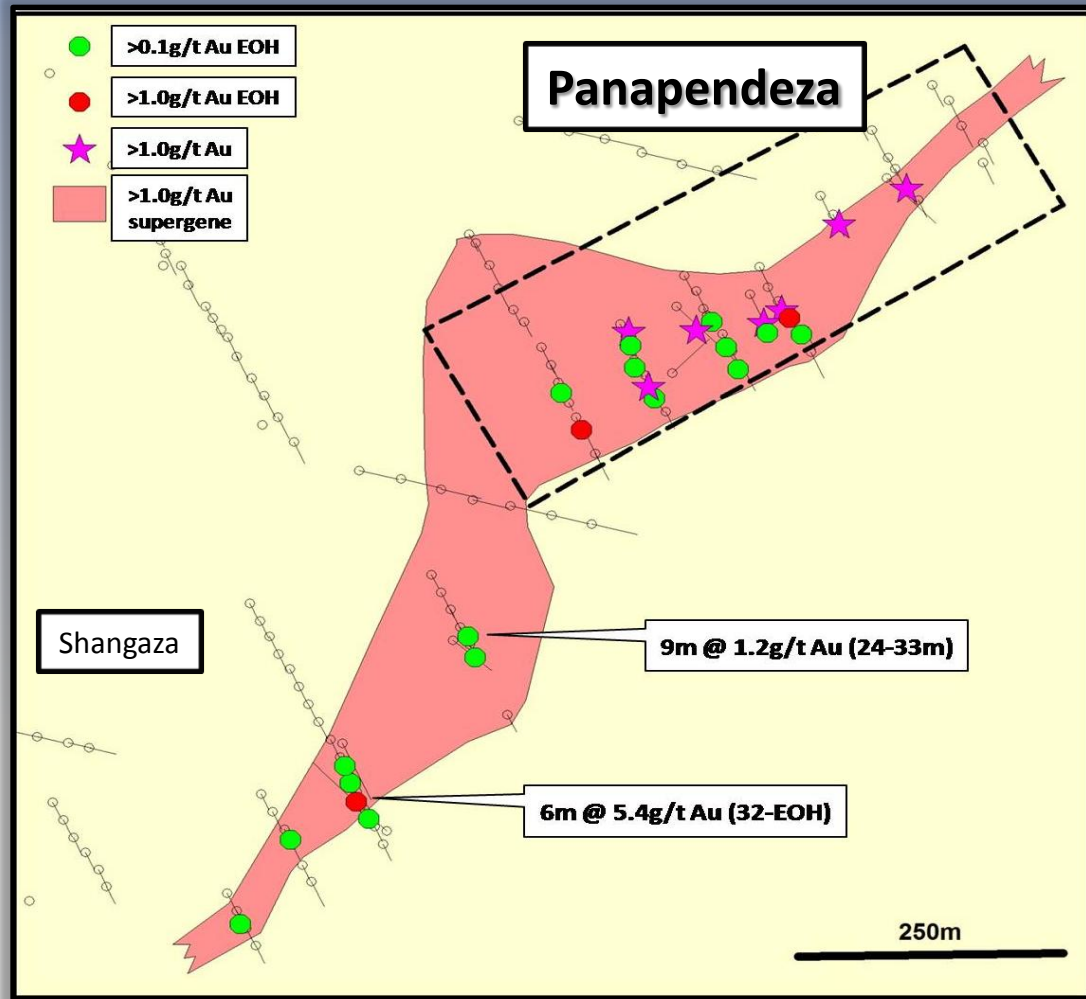 >0.1g/t Au EOH
>1.0g/t Au EOH
>1.0g/t Au
>1.0g/t Au
supergene
Panapendeza
Shangaza
9m @ 1.2g/t Au (24-33m)
6m @ 5.4g/t Au (32-EOH)
250m